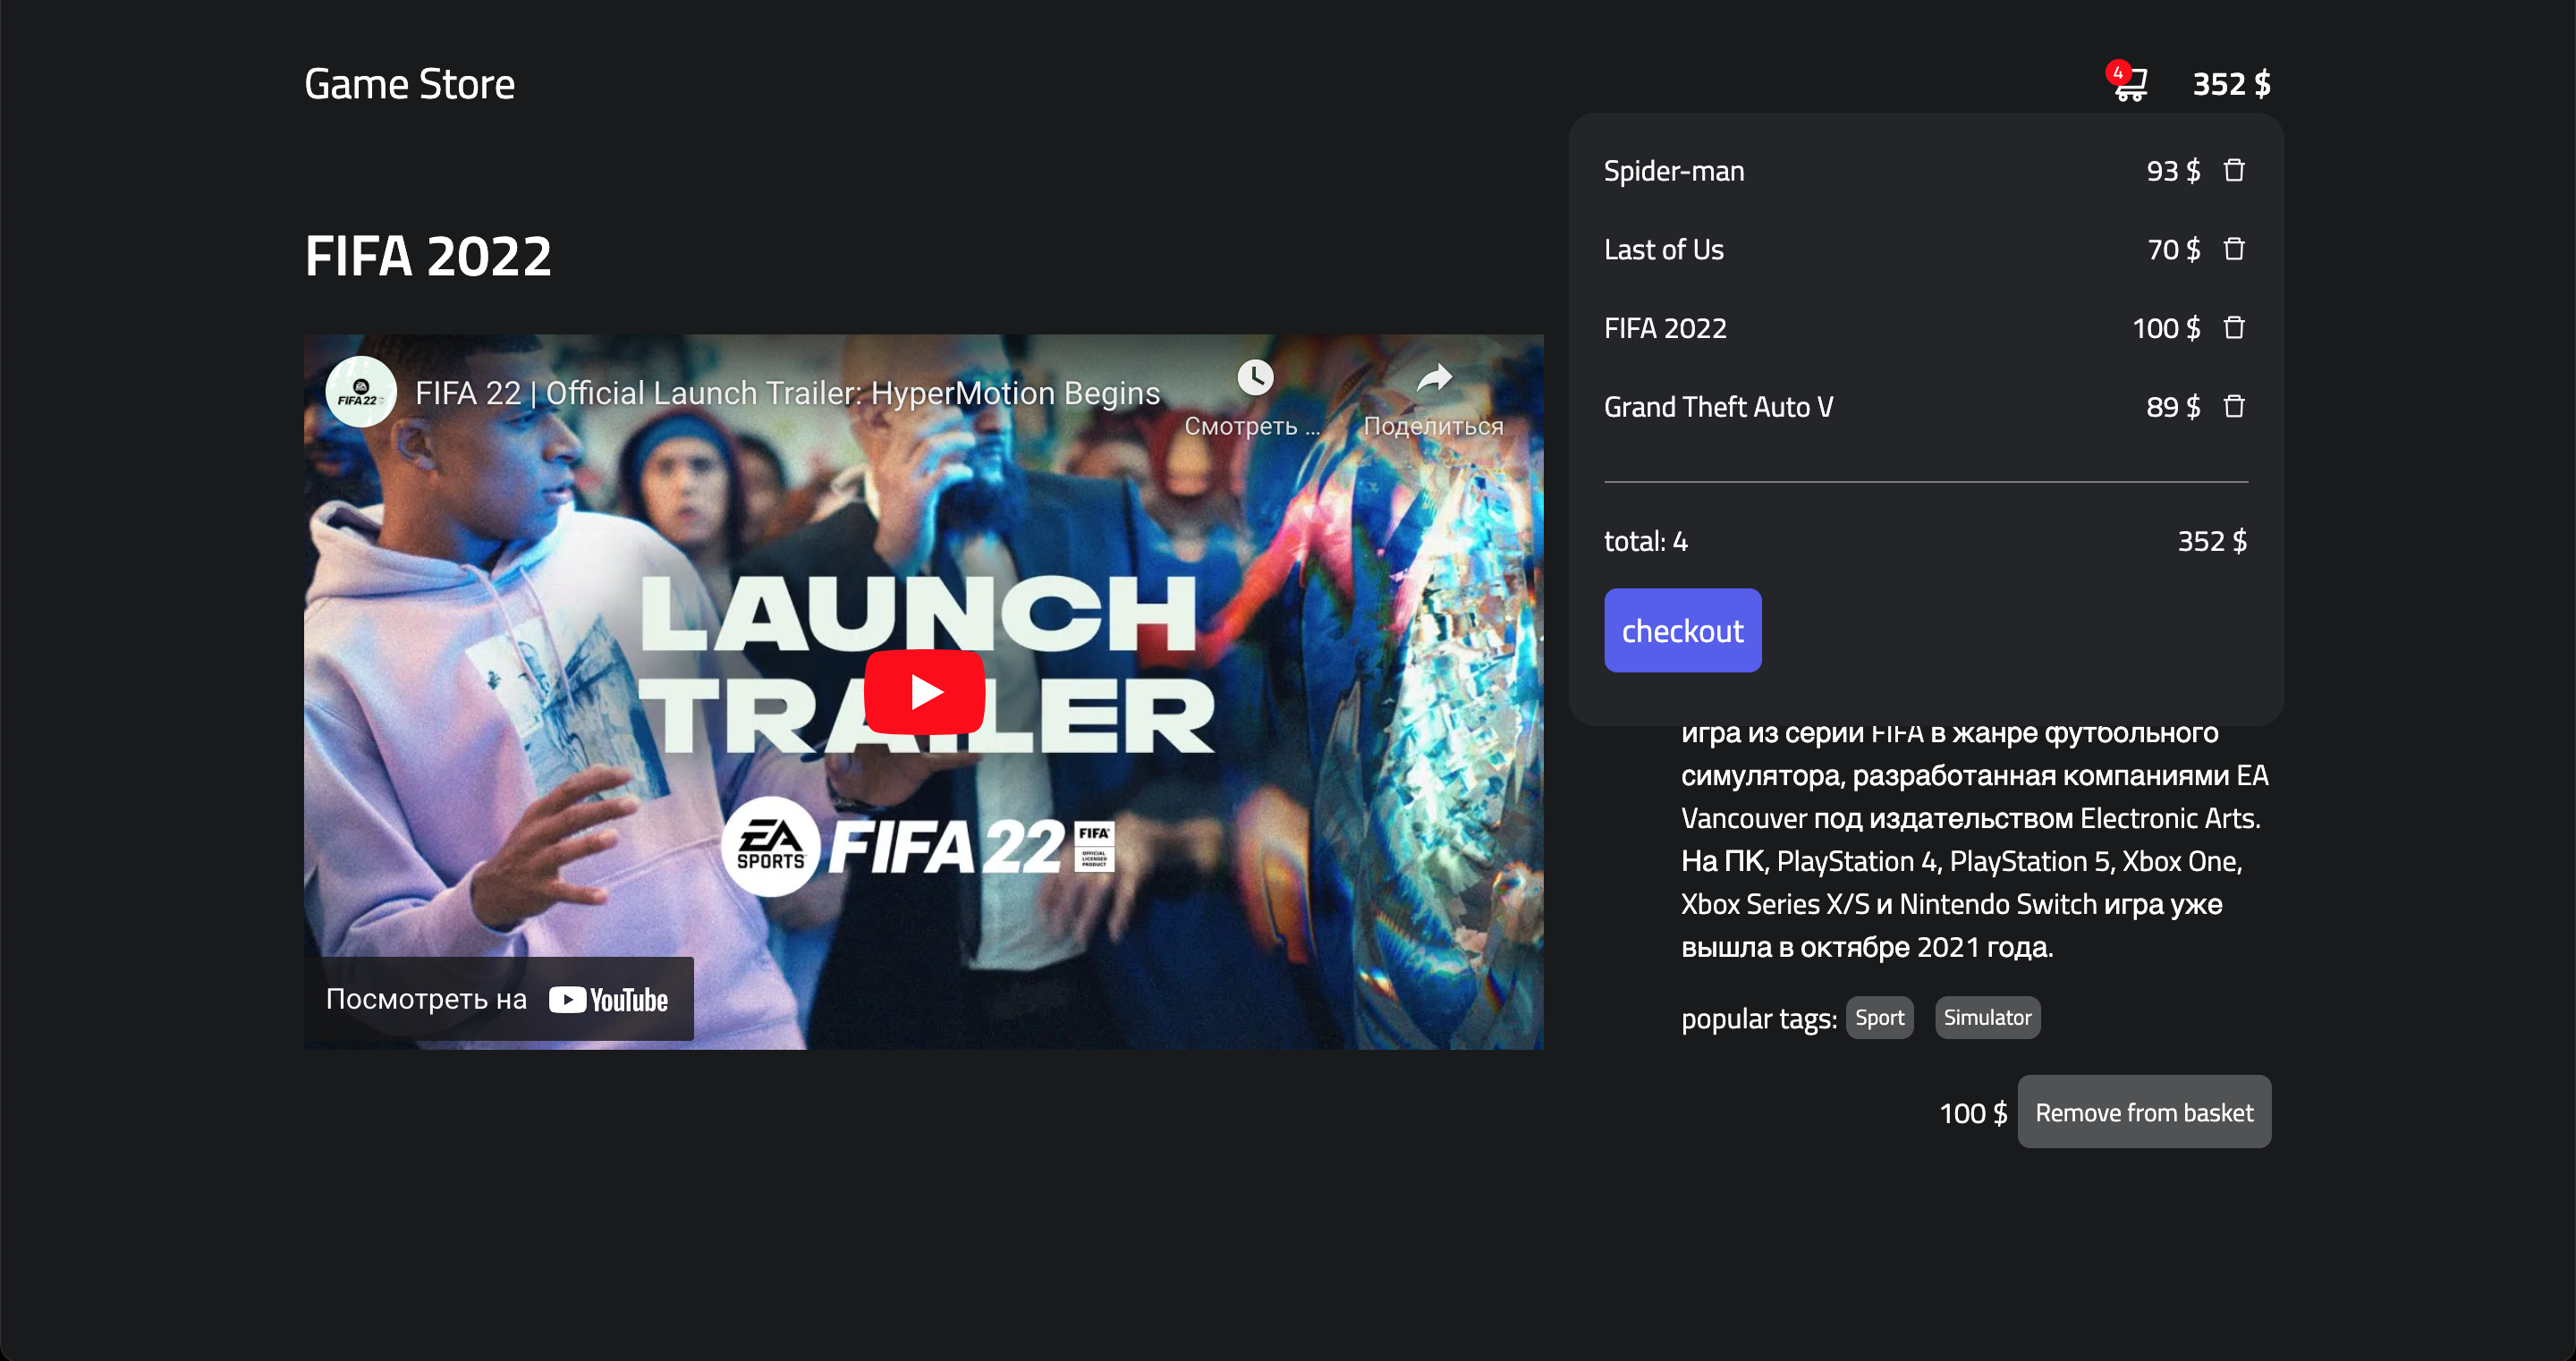 Game Store
4
352 $
FIFA 2022
Spider-man 93 $
Last of Us 70 $
FIFA 2022 100 $
Grand Theft Auto V 89 $
total: 4 352 $
checkout
FIFA 22
FIFA 22 | Official Launch Trailer: HyperMotion Begins
Смотреть ...
Поделиться
LAUNCH
TRAILER
EA
SPORTS
FIFA 22
FIFA
OFFICIAL
LICENSED
PRODUCT
Посмотреть на YouTube
игра из серии FIFA в жанре футбольного
симулятора, разработанная компаниями EA
Vancouver под издательством Electronic Arts.
На ПК, PlayStation 4, PlayStation 5, Xbox One,
Xbox Series X/S и Nintendo Switch игра уже
вышла в октябре 2021 года.
popular tags: Sport Simulator
100 $ Remove from basket